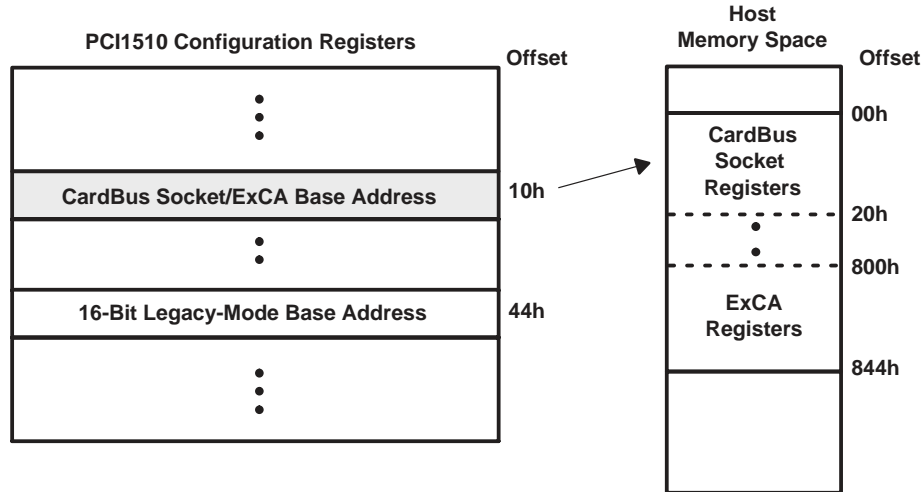 PCI1510 Configuration Registers
Offset
CardBus Socket/ExCA Base Address
10h
16-Bit Legacy-Mode Base Address
44h
Host
Memory Space
Offset
00h
CardBus
Socket
Registers
20h
800h
ExCA
Registers
844h